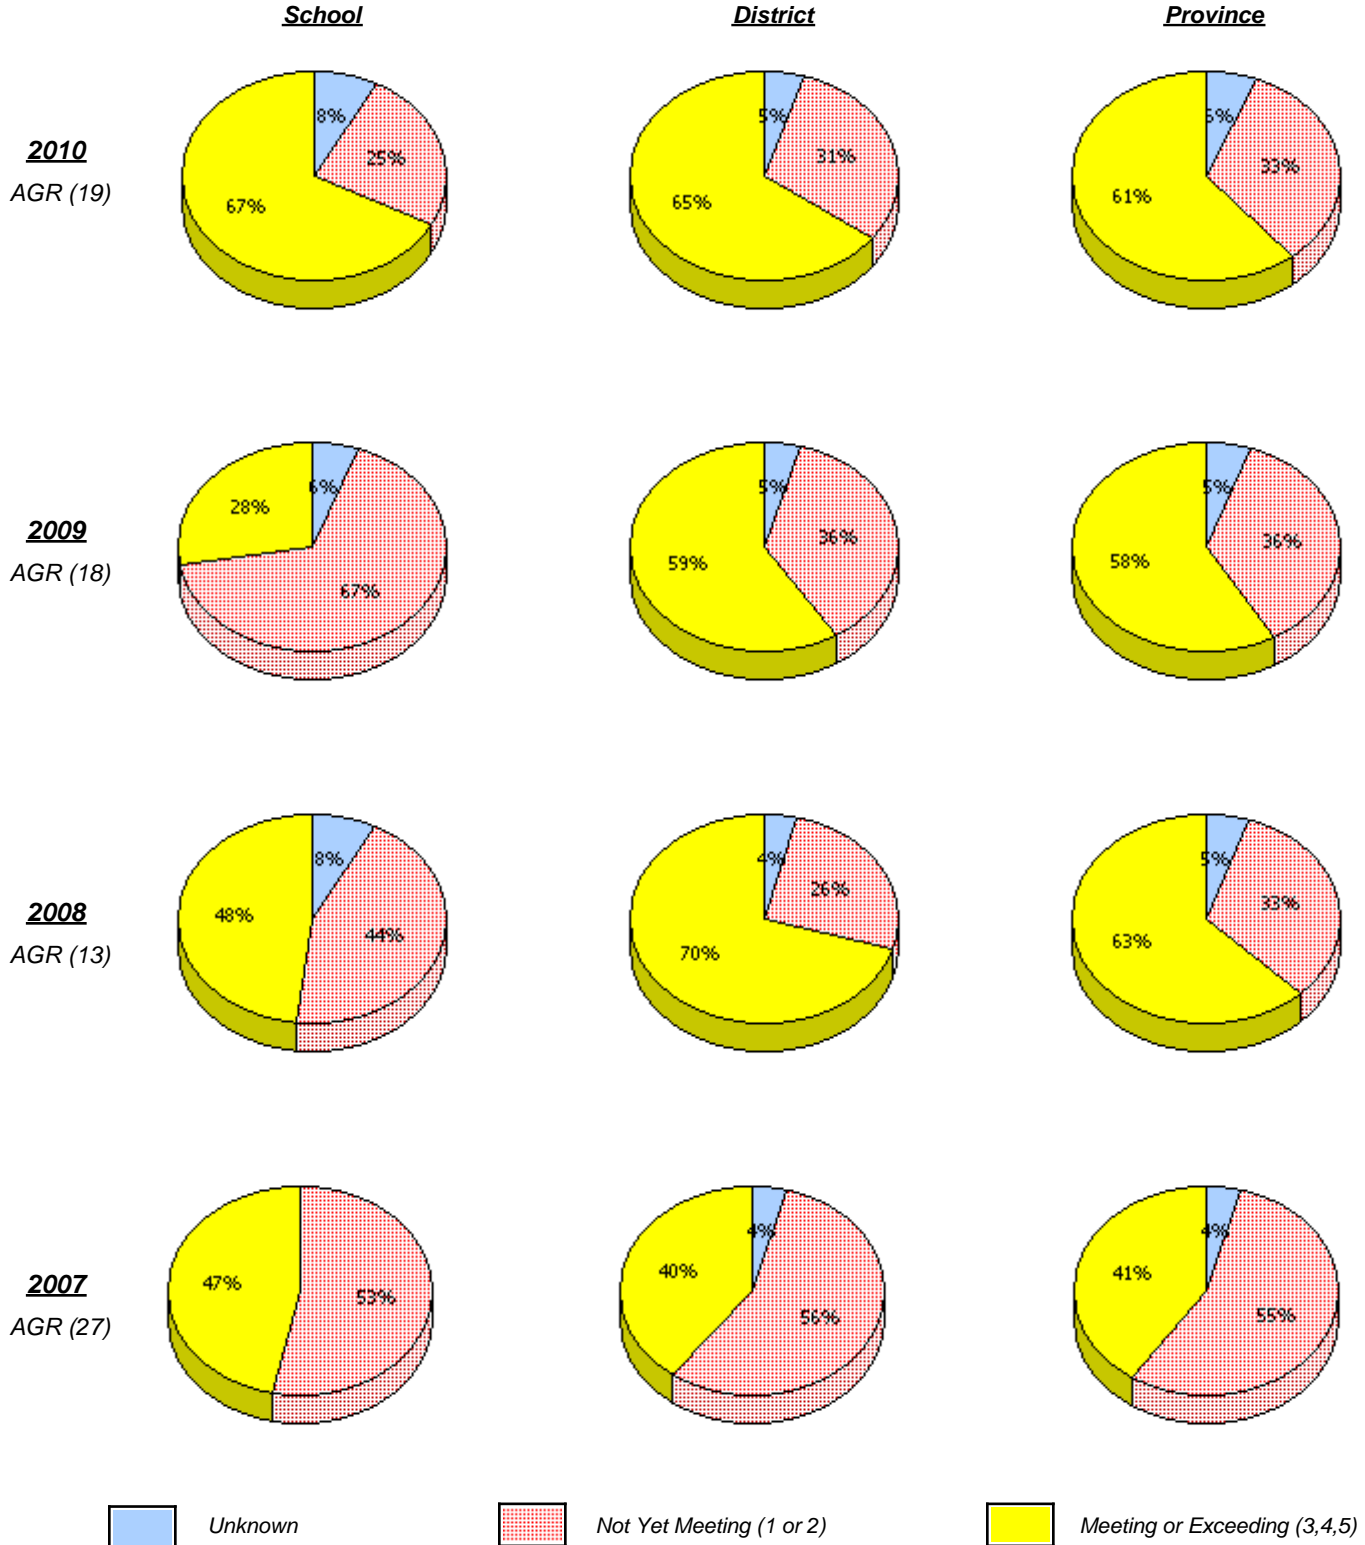 School District Province
2010
AGR (19)
8% 25% 67%
5% 31% 65%
33% 61%
2009
AGR (18)
6% 67% 28%
5% 36% 59%
5% 36% 58%
2008
AGR (13)
8% 44% 48%
4% 26% 70%
5% 33% 63%
2007
AGR (27)
53% 47%
4% 56% 40%
4% 55% 41%
Unknown Not Yet Meeting (1 or 2) Meeting or Exceeding (3,4,5)